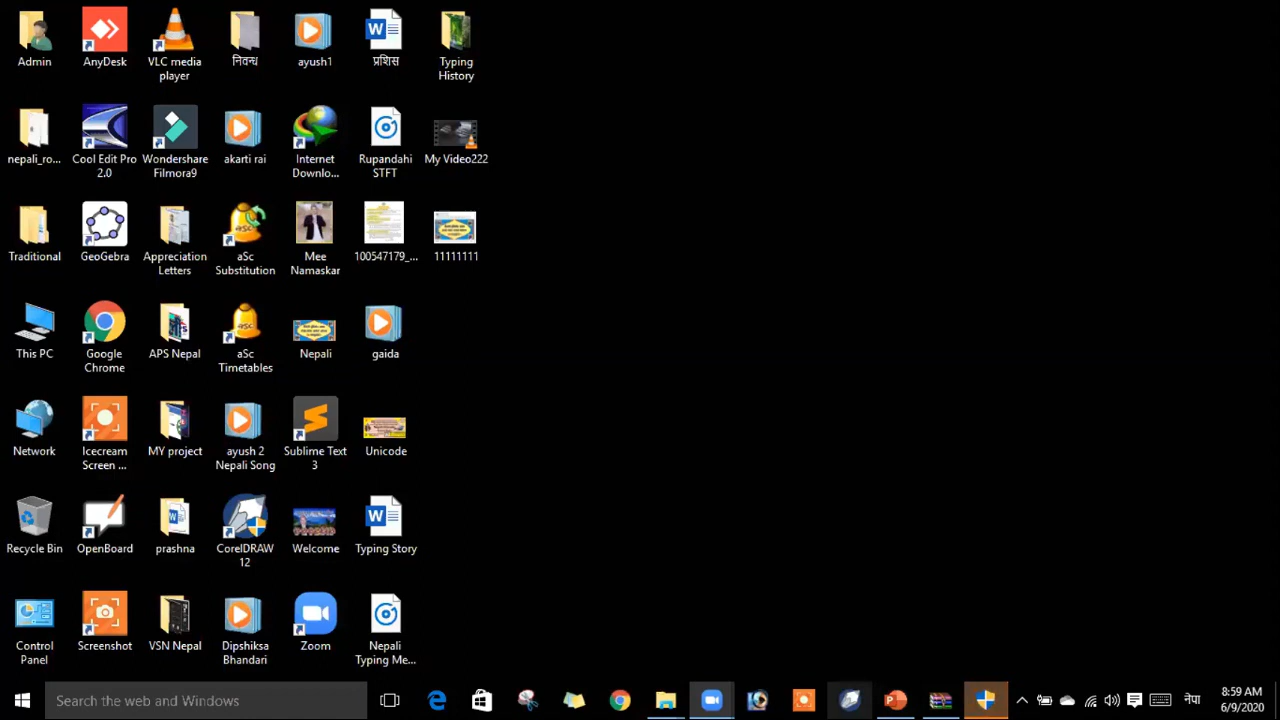 Admin
AnyDesk
VLC media
player
निवन्ध
ayush1
प्रशिस
Typing
History
nepali_ro...
Cool Edit Pro
2.0
Wondershare
Filmora9
akarti rai
Internet
Downlo...
Rupandahi
STFT
My Video222
Traditional
GeoGebra
Appreciation
Letters
aSc
Substitution
Mee
Namaskar
100547179_...
11111111
This PC
Google
Chrome
APS Nepal
aSc
Timetables
Nepali
gaida
Network
Icecream
Screen ...
MY project
ayush 2
Nepali Song
Sublime Text
3
Unicode
Recycle Bin
OpenBoard
prashna
CorelDRAW
12
Welcome
Typing Story
Control
Panel
Screenshot
VSN Nepal
Dipshiksa
Bhandari
Zoom
Nepali
Typing Me...
Search the web and Windows
नेपा
8:59 AM
6/9/2020